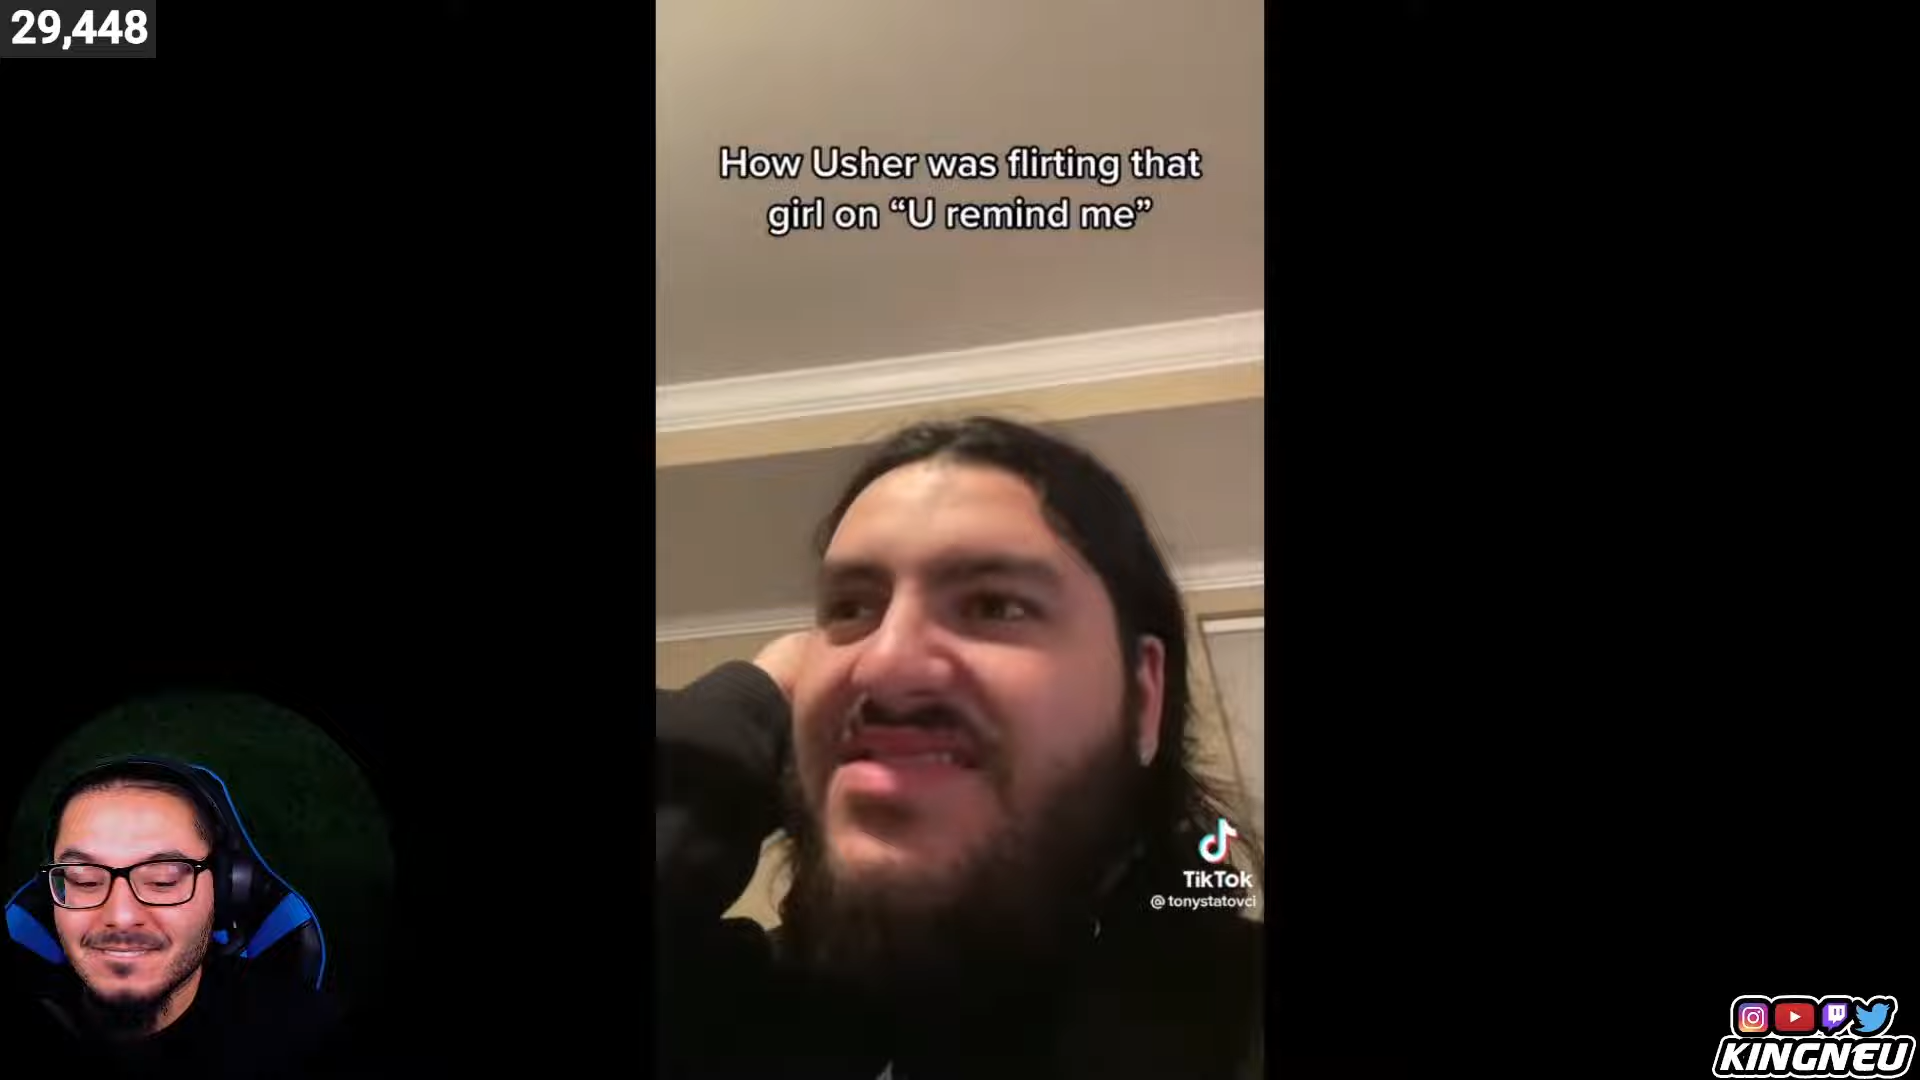 29,448
How Usher was flirting that
girl on “U remind me”
TikTok
@tonystatovci
KINGNEU